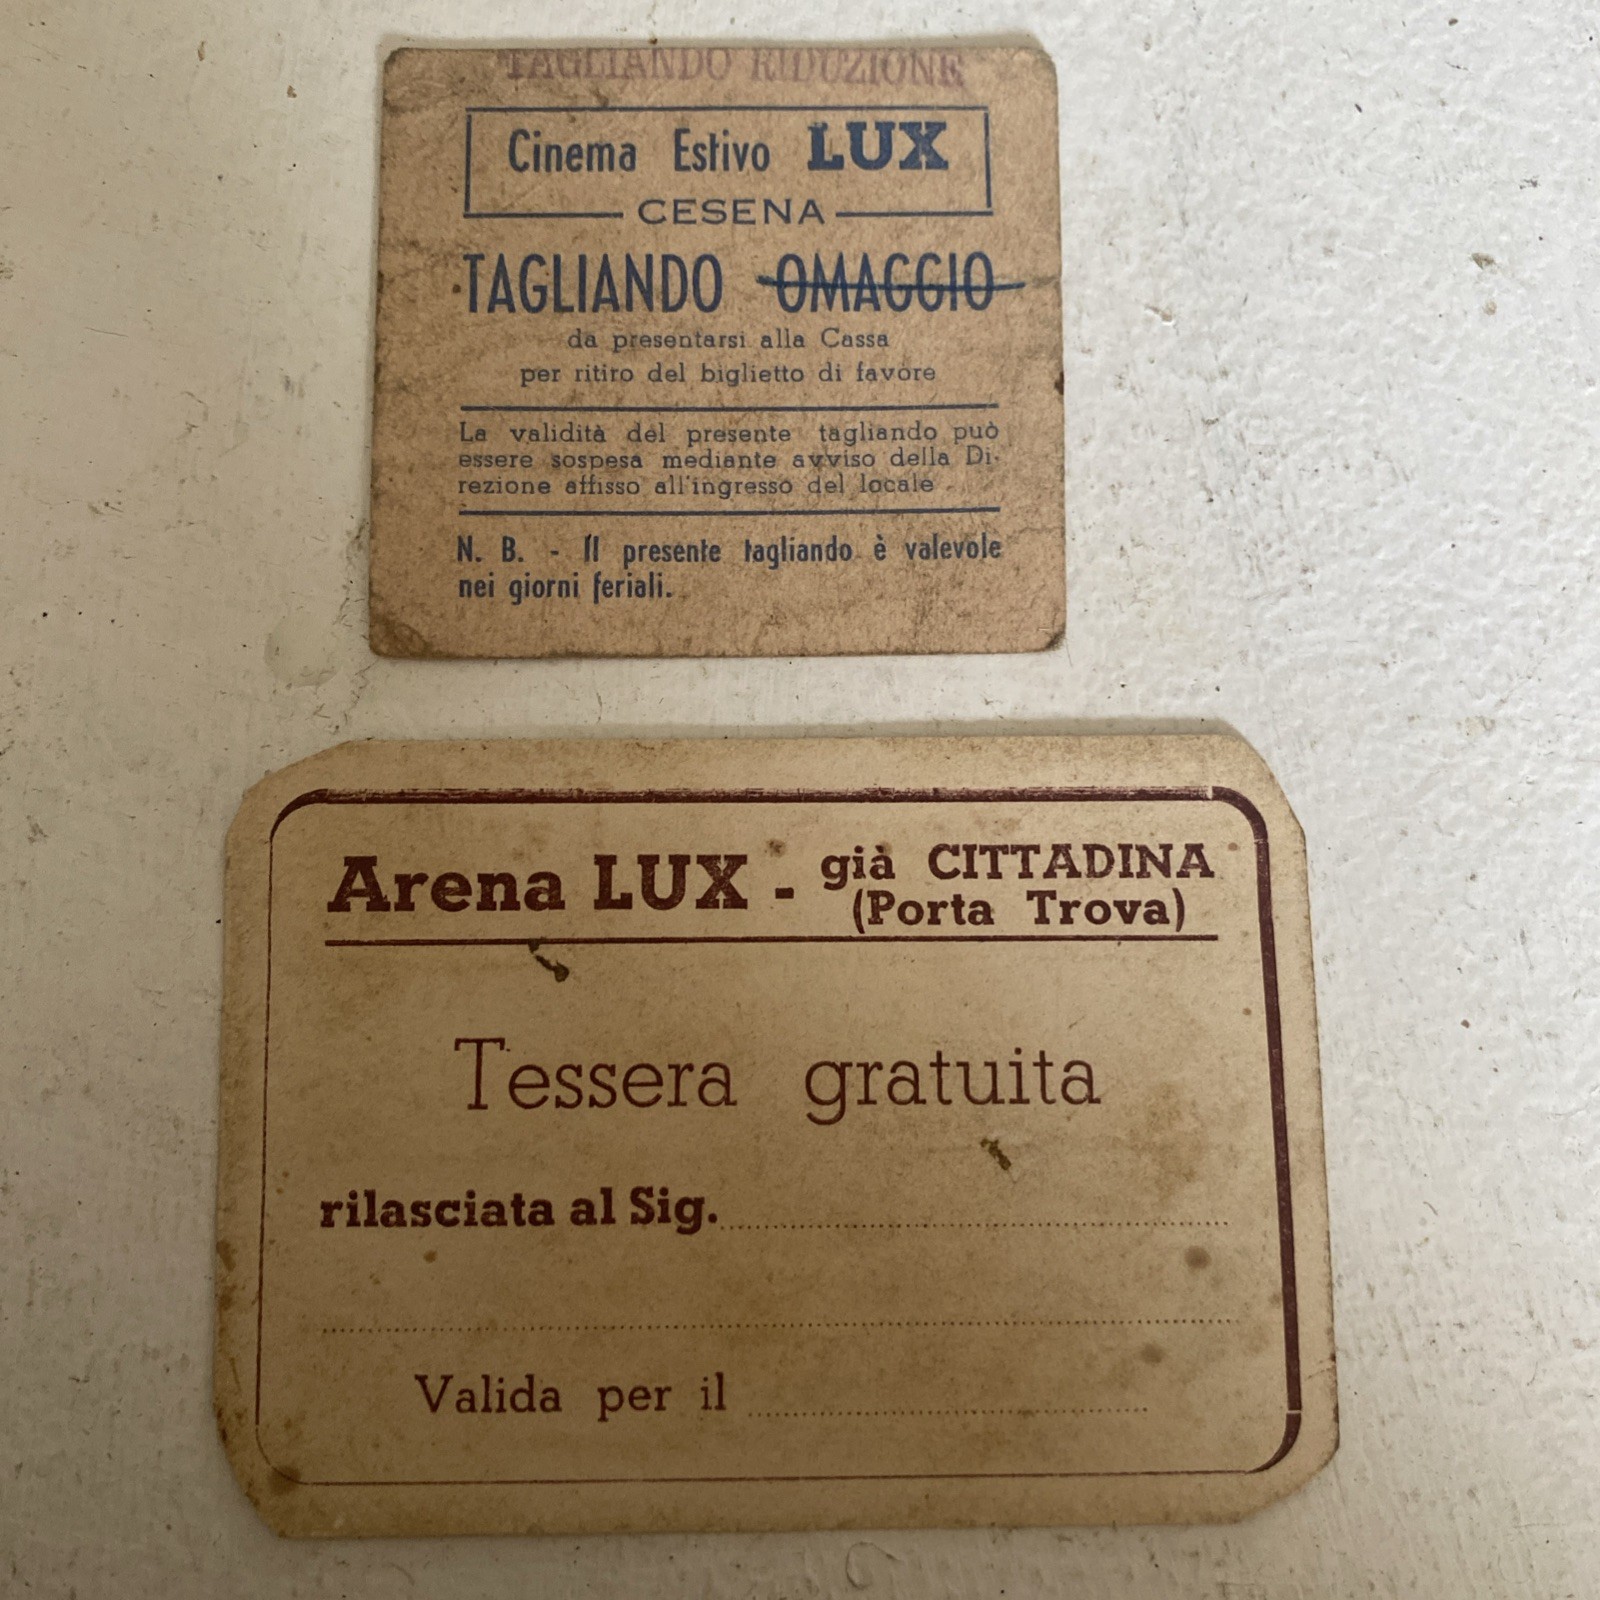 TAGLIANDO RIDUZIONE
Cinema Estivo LUX
CESENA
TAGLIANDO OMAGGIO
da presentarsi alla Cassa
per ritiro del biglietto di favore
La validità del presente tagliando può
essere sospesa mediante avviso della Di-
rezione affisso all'ingresso del locale
N. B. - Il presente tagliando è valevole
nei giorni feriali.
Arena LUX - già CITTADINA
(Porta Trova)
Tessera gratuita
rilasciata al Sig.
Valida per il